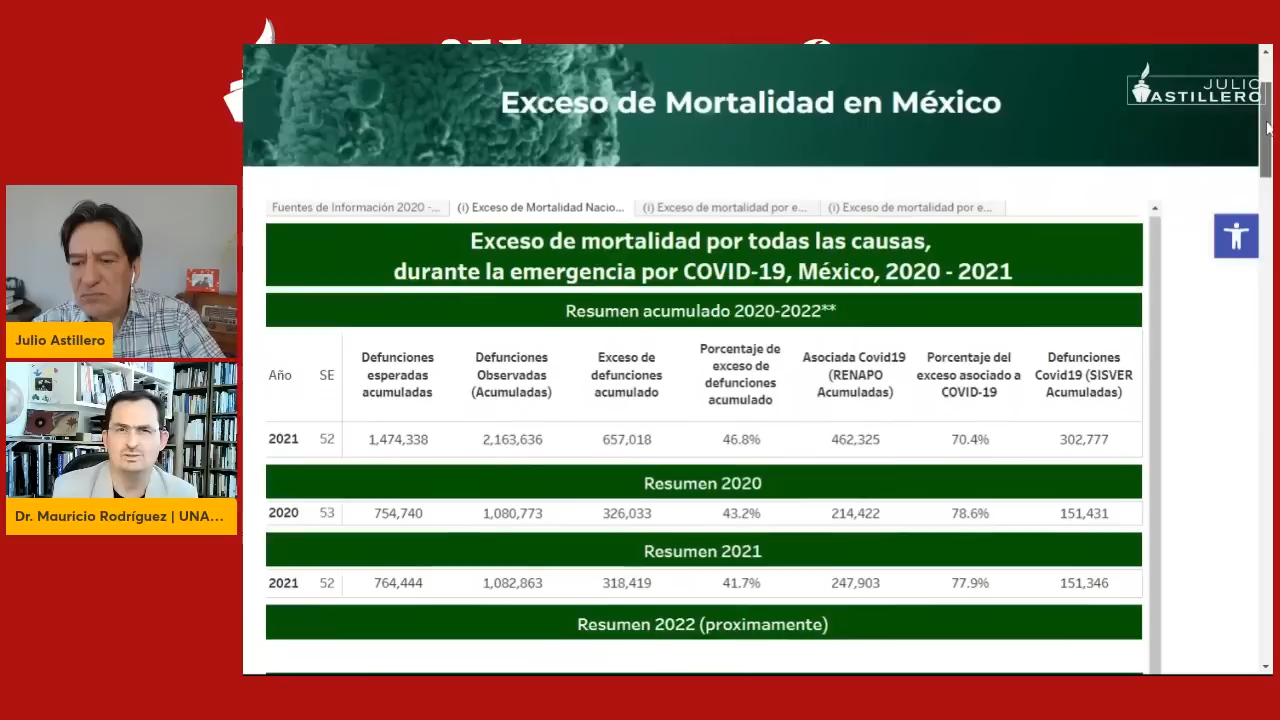 Exceso de Mortalidad en México
JULIO
ASTILLERO
Fuentes de Información 2020 -...
(i) Exceso de Mortalidad Nacio...
(i) Exceso de mortalidad por e...
(i) Exceso de mortalidad por e...
Exceso de mortalidad por todas las causas,
durante la emergencia por COVID-19, México, 2020 - 2021
Resumen acumulado 2020-2022**
Año
SE
Defunciones
esperadas
acumuladas
Defunciones
Observadas
(Acumuladas)
Exceso de
defunciones
acumulado
Porcentaje de
exceso de
defunciones
acumulado
Asociada Covid19
(RENAPO
Acumuladas)
Porcentaje del
exceso asociado a
COVID-19
Defunciones
Covid19 (SISVER
Acumuladas)
2021 52 1,474,338 2,163,636 657,018 46.8% 462,325 70.4% 302,777
Resumen 2020
2020 53 754,740 1,080,773 326,033 43.2% 214,422 78.6% 151,431
Resumen 2021
2021 52 764,444 1,082,863 318,419 41.7% 247,903 77.9% 151,346
Resumen 2022 (proximamente)
Julio Astillero
Dr. Mauricio Rodríguez | UNA...